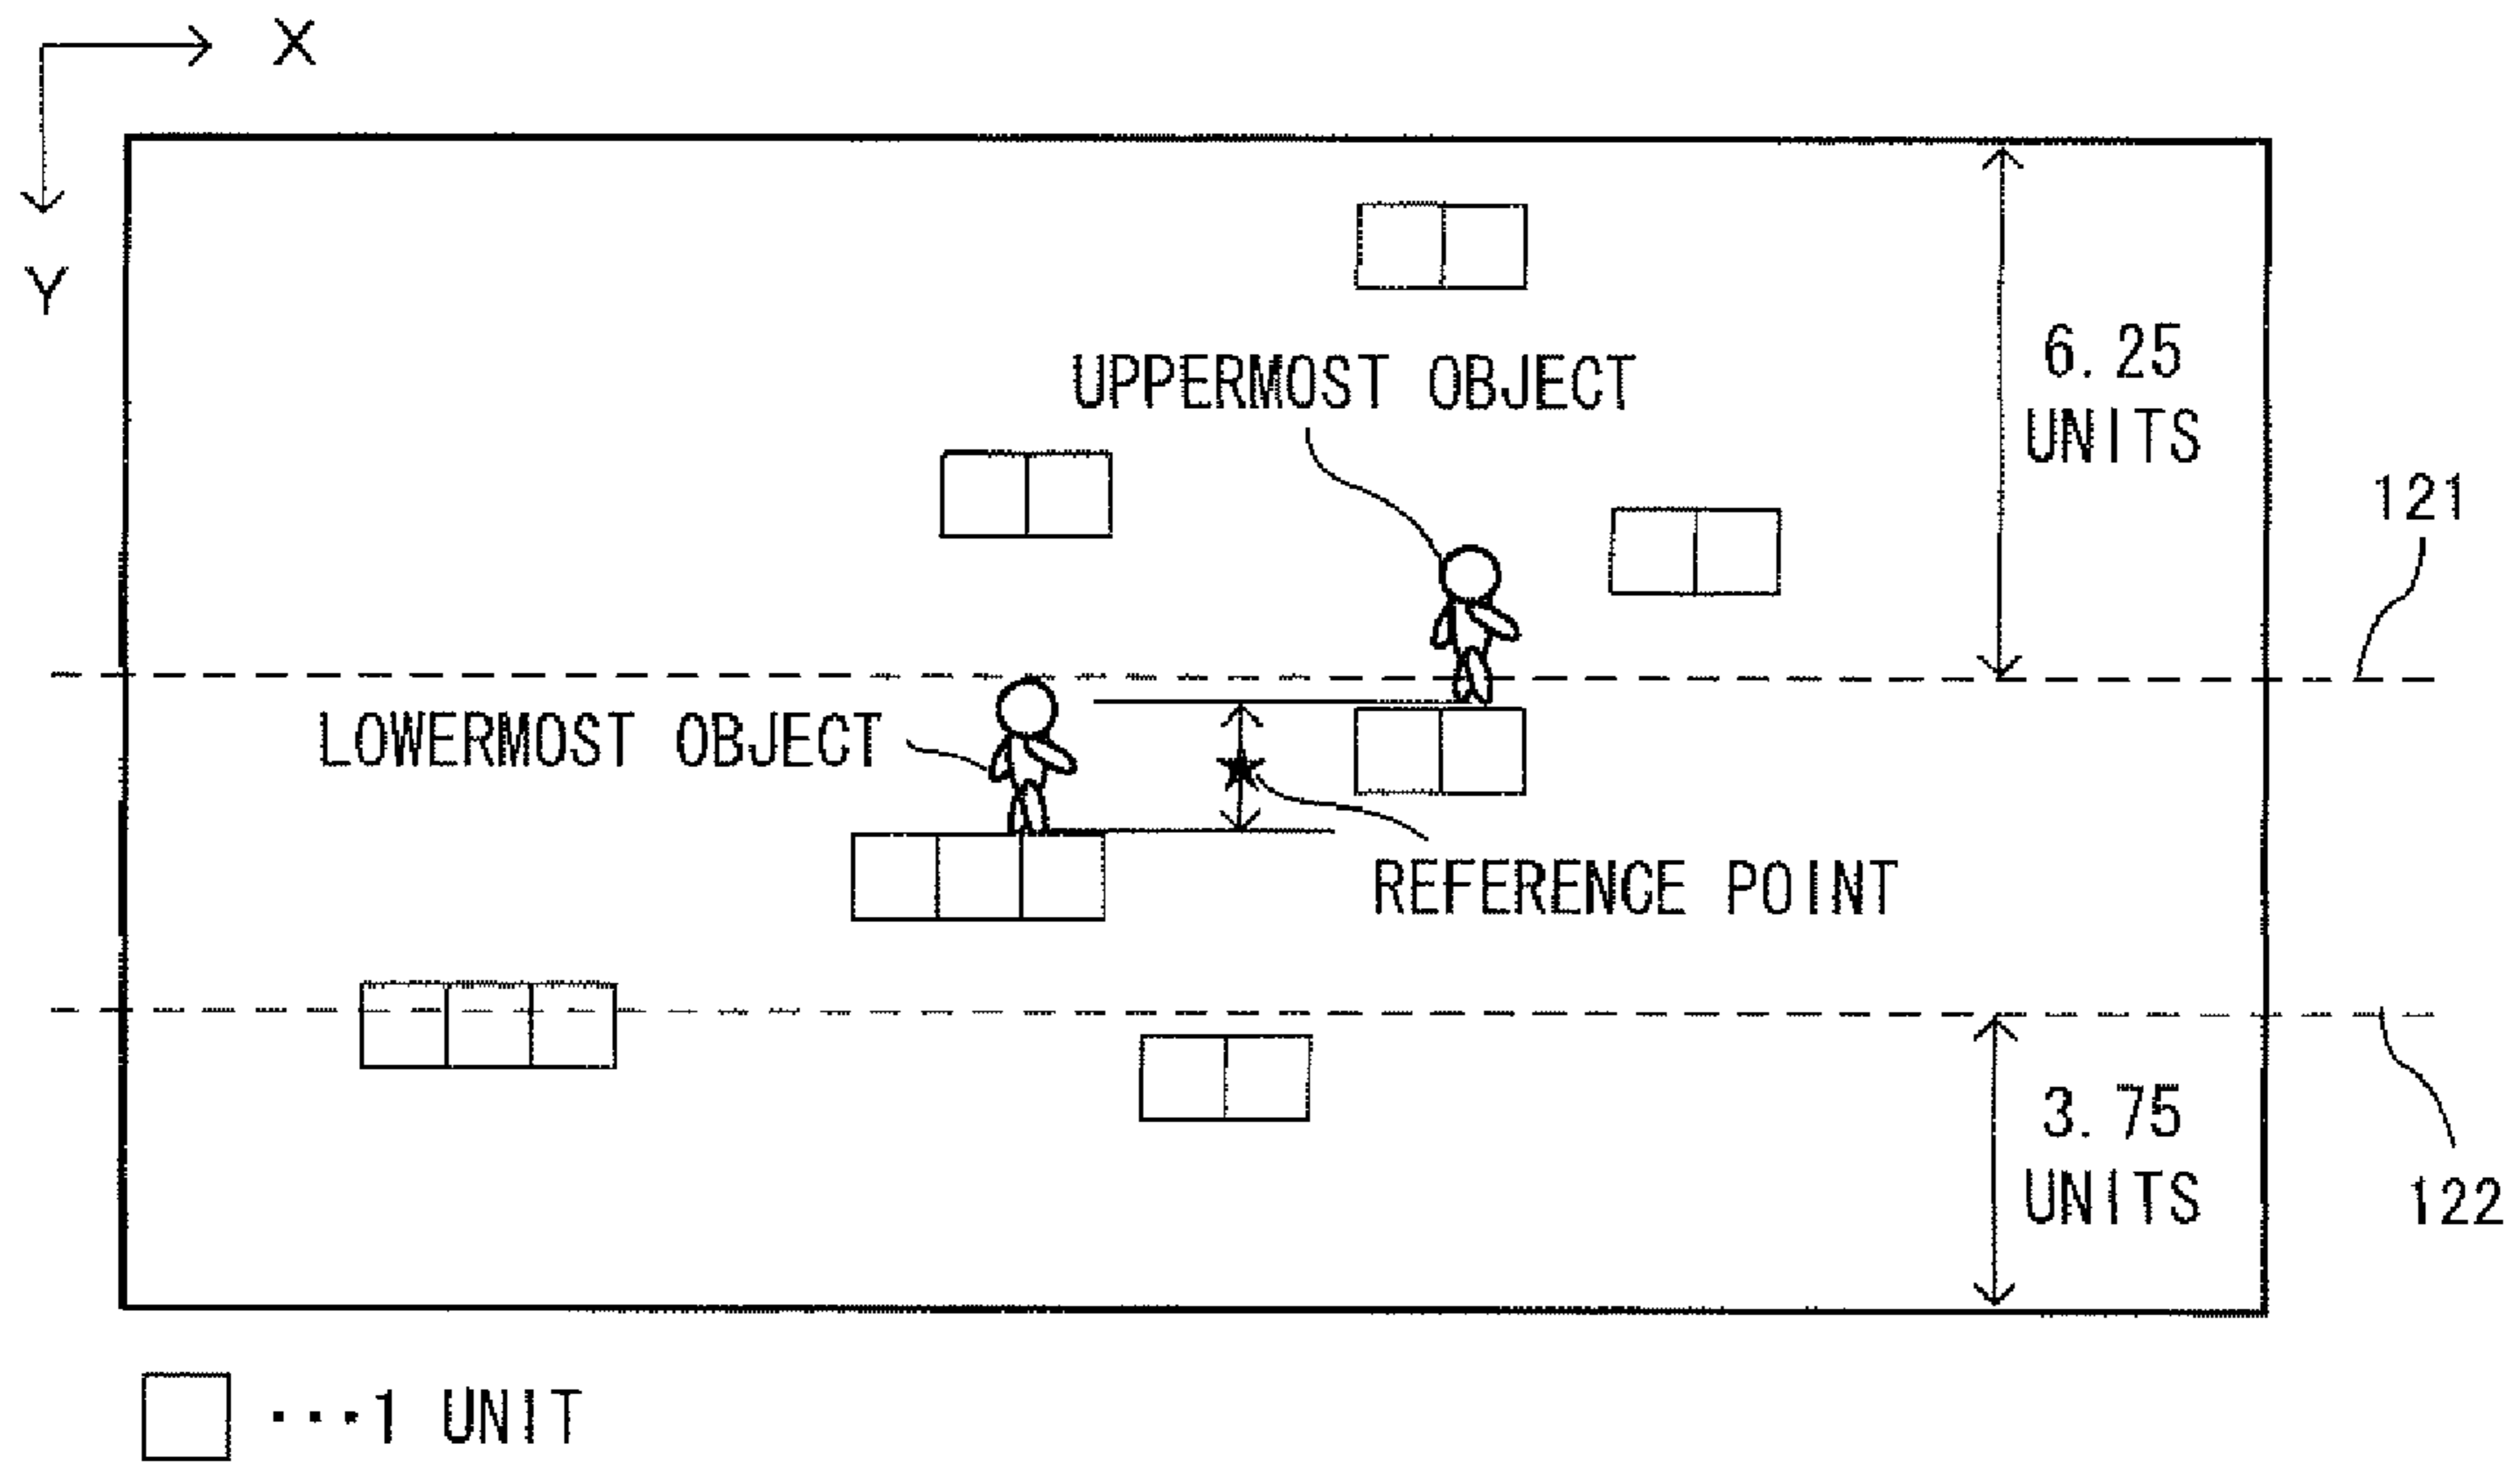 X
Y
UPPERMOST OBJECT
6.25
UNITS
121
LOWERMOST OBJECT
REFERENCE POINT
3.75
UNITS
122
···1 UNIT